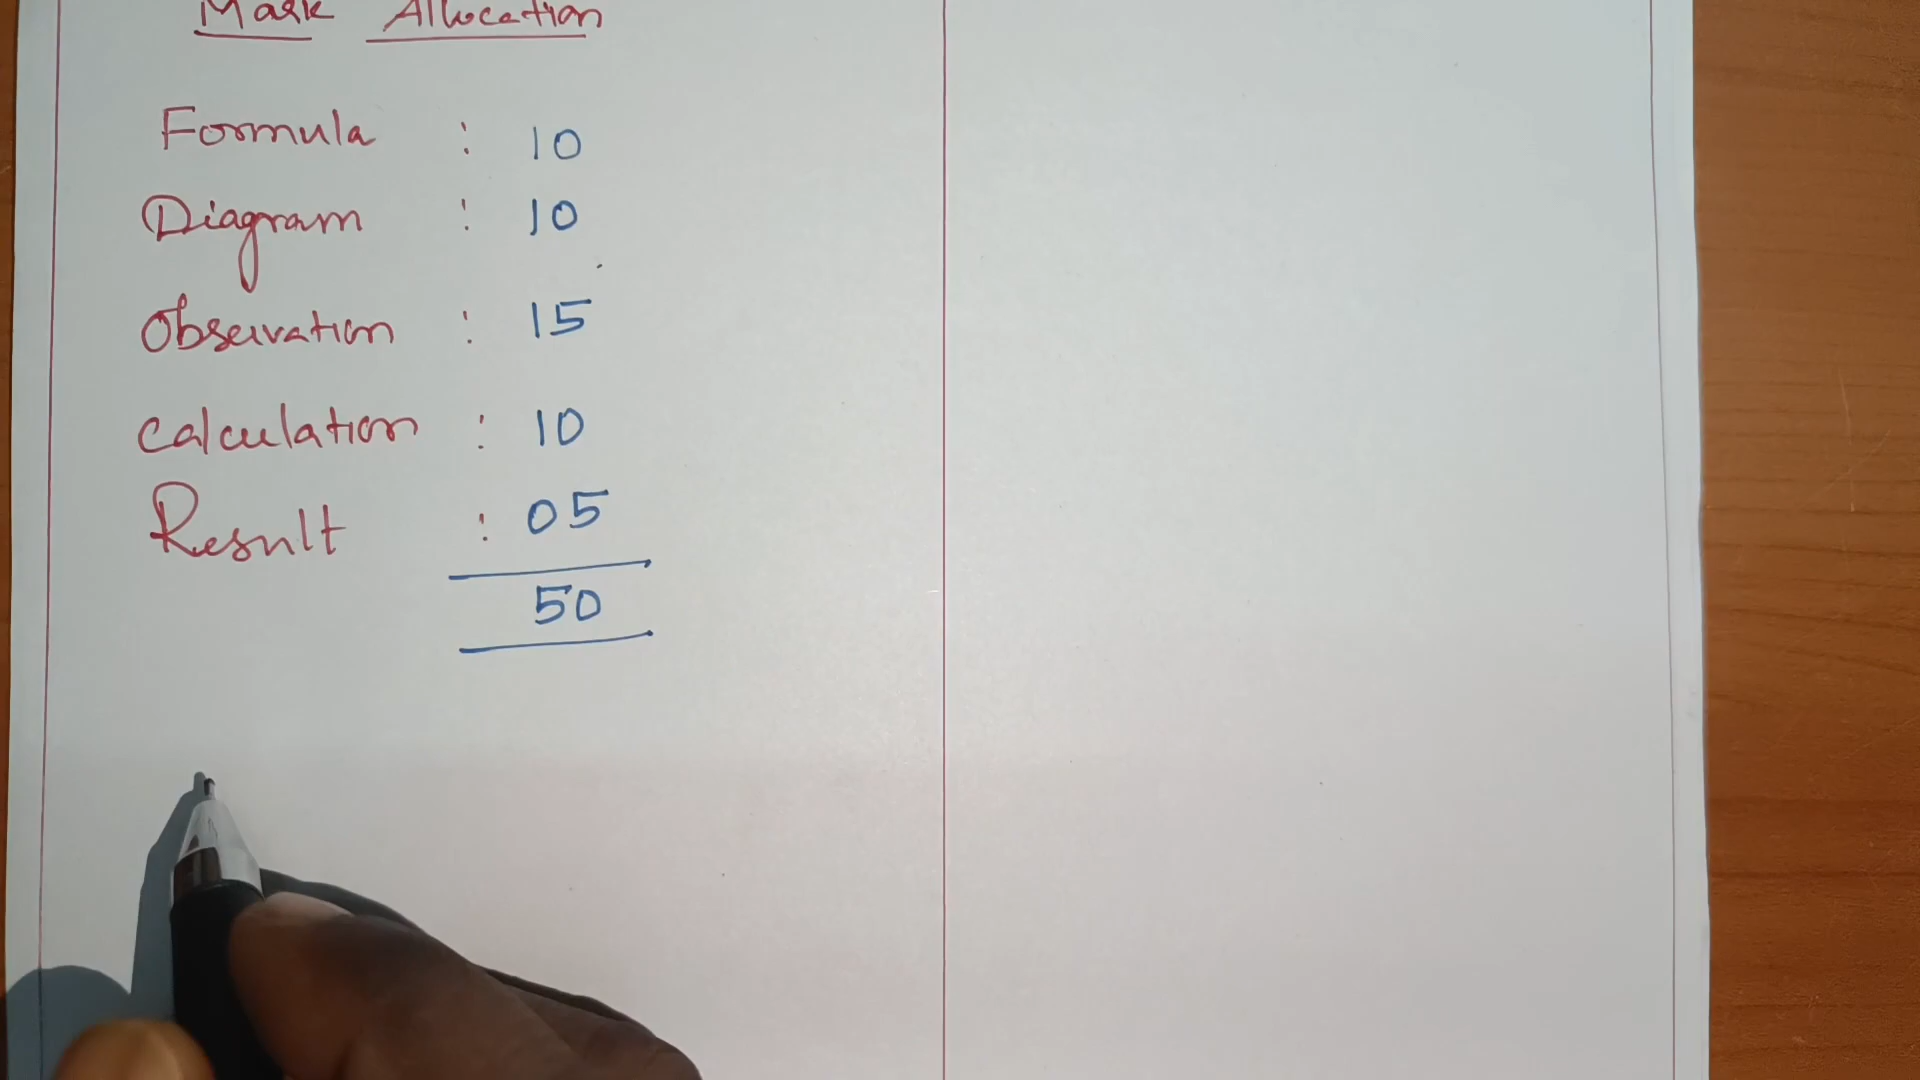 Mark Allocation
Formula : 10
Diagram : 10
Observation : 15
Calculation : 10
Result : 05
50